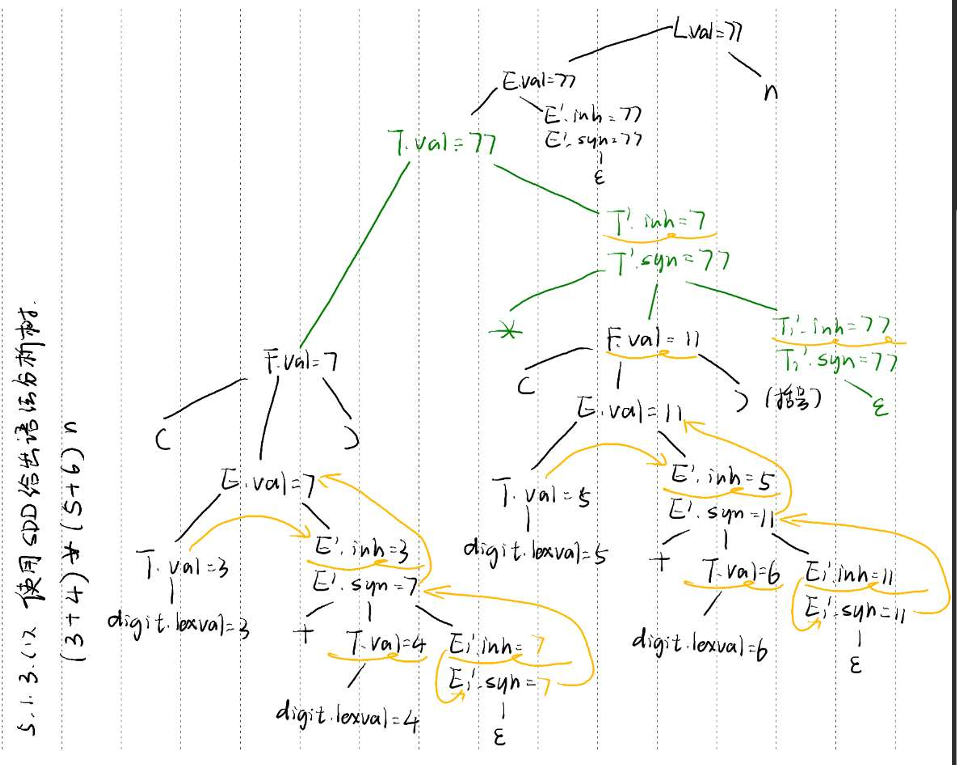 5.1.3.(1) 使用SDD给出语法分析树.
(3+4)*(5+6)n
L.val=77
E.val=77
n
E'.inh=77
E'.syn=77
ε
T.val=77
T'.inh=7
T'.syn=77
*
F.val=7
F.val=11
T₁'.inh=77
T₁'.syn=77
ε
(
)
(
)
(括号)
E.val=7
E.val=11
T.val=3
digit.lexval=3
E'.inh=3
E'.syn=7
+
T.val=4
digit.lexval=4
E₁'.inh=7
E₁'.syn=7
ε
T.val=5
digit.lexval=5
E'.inh=5
E'.syn=11
+
T.val=6
digit.lexval=6
E₁'.inh=11
E₁'.syn=11
ε